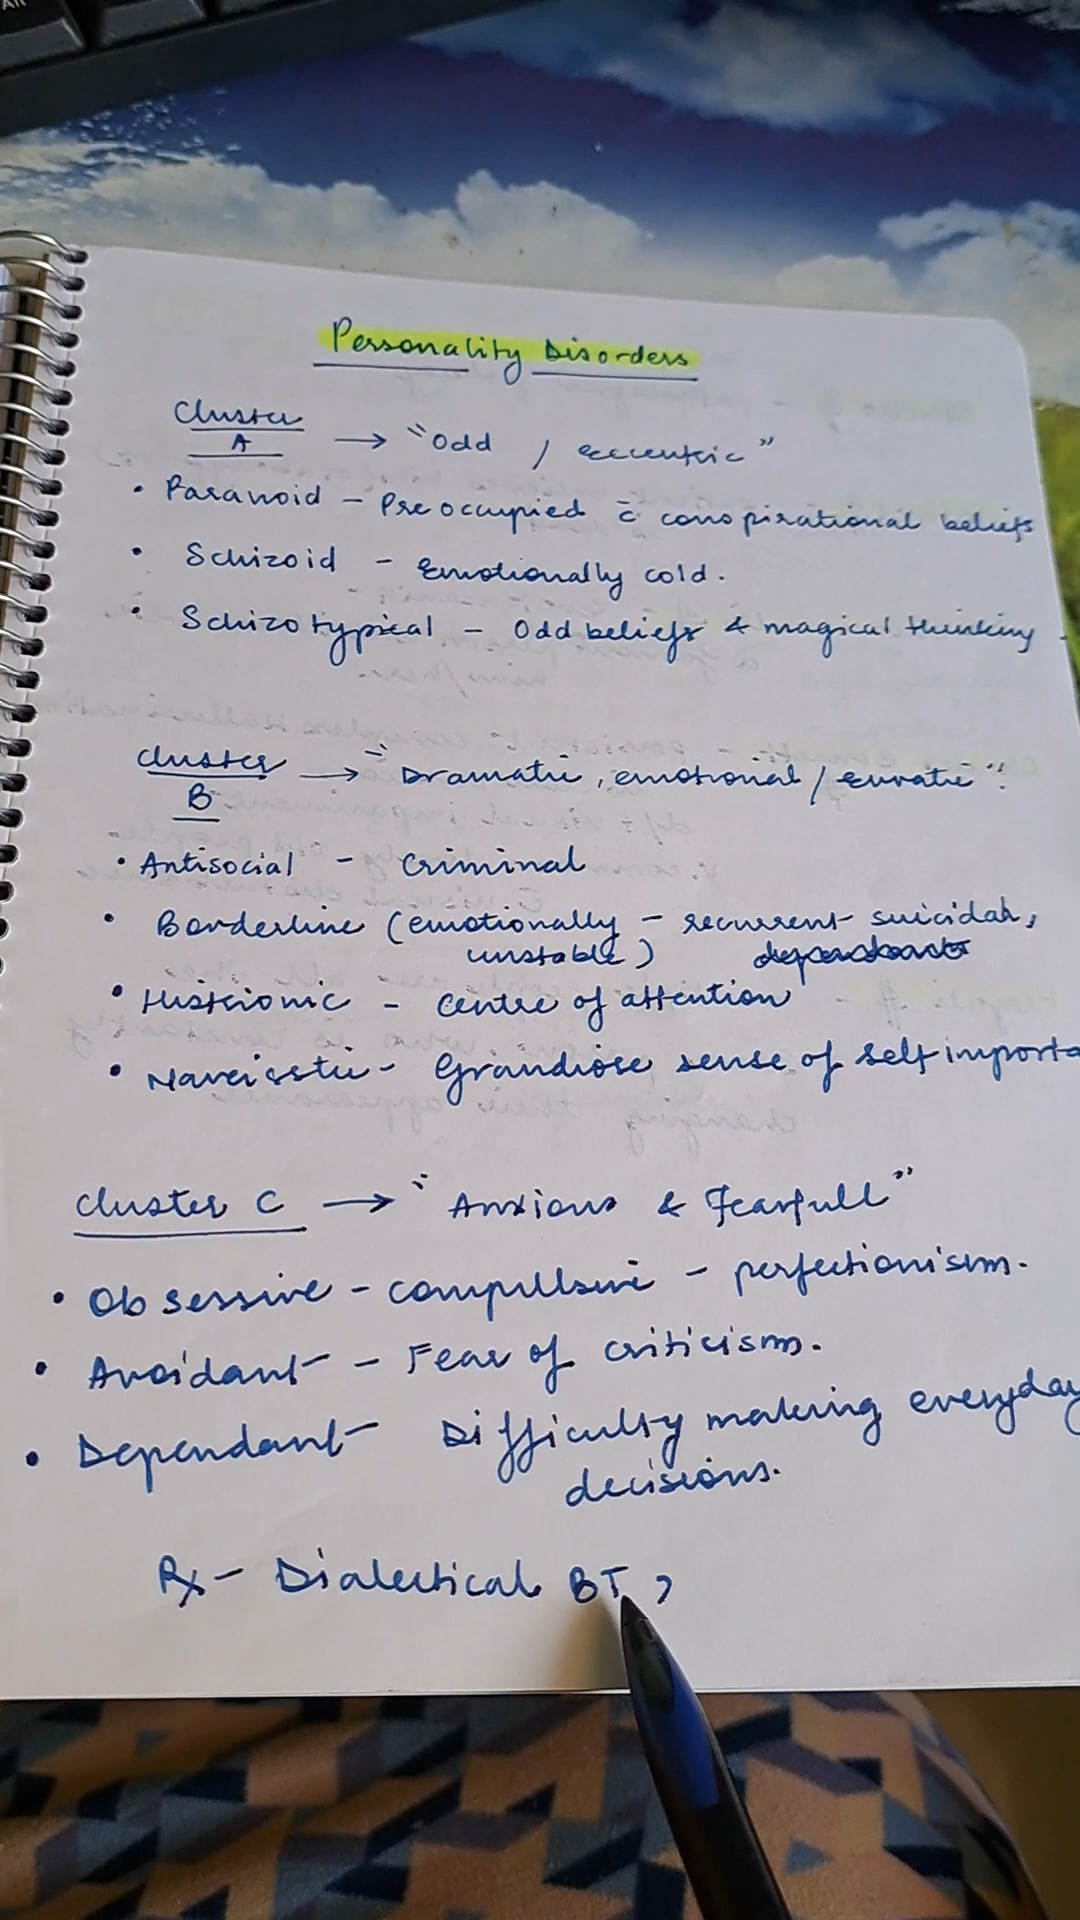 Personality Disorders
Cluster
A → "Odd / eccentric"
• Paranoid - Preoccupied c̄ conspirational beliefs
• Schizoid - Emotionally cold.
• Schizotypical - Odd beliefs & magical thinking.
Cluster
B → "Dramatic, emotional / erratic"
• Antisocial - Criminal
• Borderline (emotionally - recurrent suicidal,
unstable)
• Histrionic - Centre of attention
• Narcisstic - Grandiose sense of self importa
Cluster C → "Anxious & Fearfull"
• Obsessive - compulsive - perfectionism.
• Avoidant - Fear of criticism.
• Dependant Difficulty making everyday
decisions.
Rx - Dialectical BT,